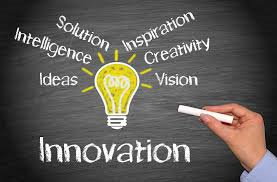 Solution
Inspiration
Intelligence
Creativity
Ideas
Vision
Innovation